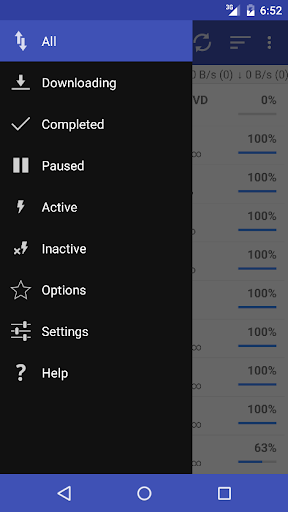 3G 6:52
All
0 B/s (0) ↓ 0 B/s (0)
Downloading
VD 0%
Completed
100%
∞
Paused
100%
∞
Active
100%
∞
Inactive
100%
∞
Options
100%
∞
Settings
100%
∞
Help
100%
∞
100%
∞
63%
∞